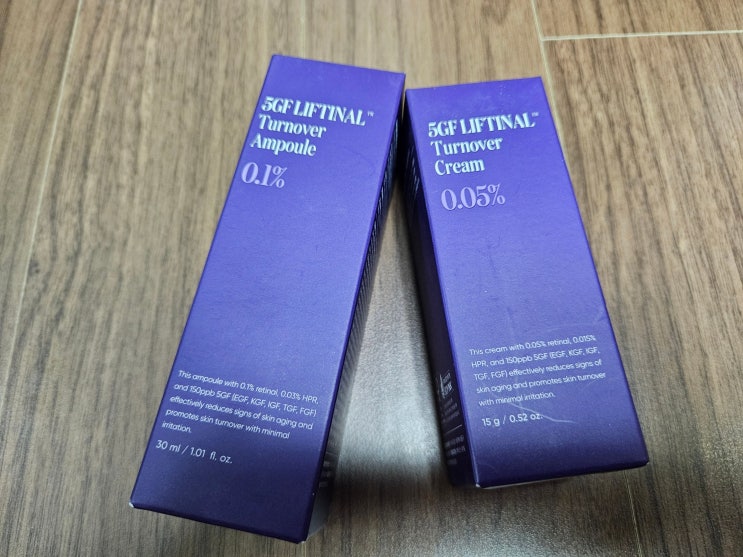 5GF LIFTINAL™
Turnover
Ampoule
0.1%
This ampoule with 0.1% retinal, 0.03% HPR,
and 150ppb 5GF (EGF, KGF, IGF, TGF, FGF)
effectively reduces signs of skin aging and
promotes skin turnover with minimal
irritation.
30 ml / 1.01 fl. oz.
5GF LIFTINAL™
Turnover
Cream
0.05%
This cream with 0.05% retinal, 0.015%
HPR, and 150ppb 5GF (EGF, KGF, IGF,
TGF, FGF) effectively reduces signs of
skin aging and promotes skin turnover
with minimal irritation.
15 g / 0.52 oz.